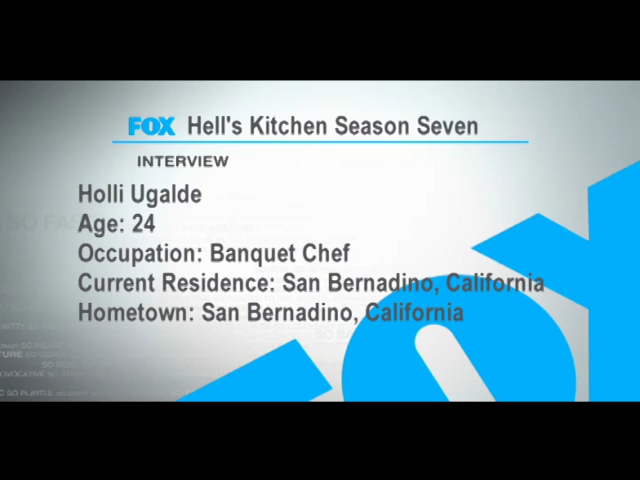 FOX Hell's Kitchen Season Seven
INTERVIEW
Holli Ugalde
Age: 24
Occupation: Banquet Chef
Current Residence: San Bernadino, California
Hometown: San Bernadino, California
FOX